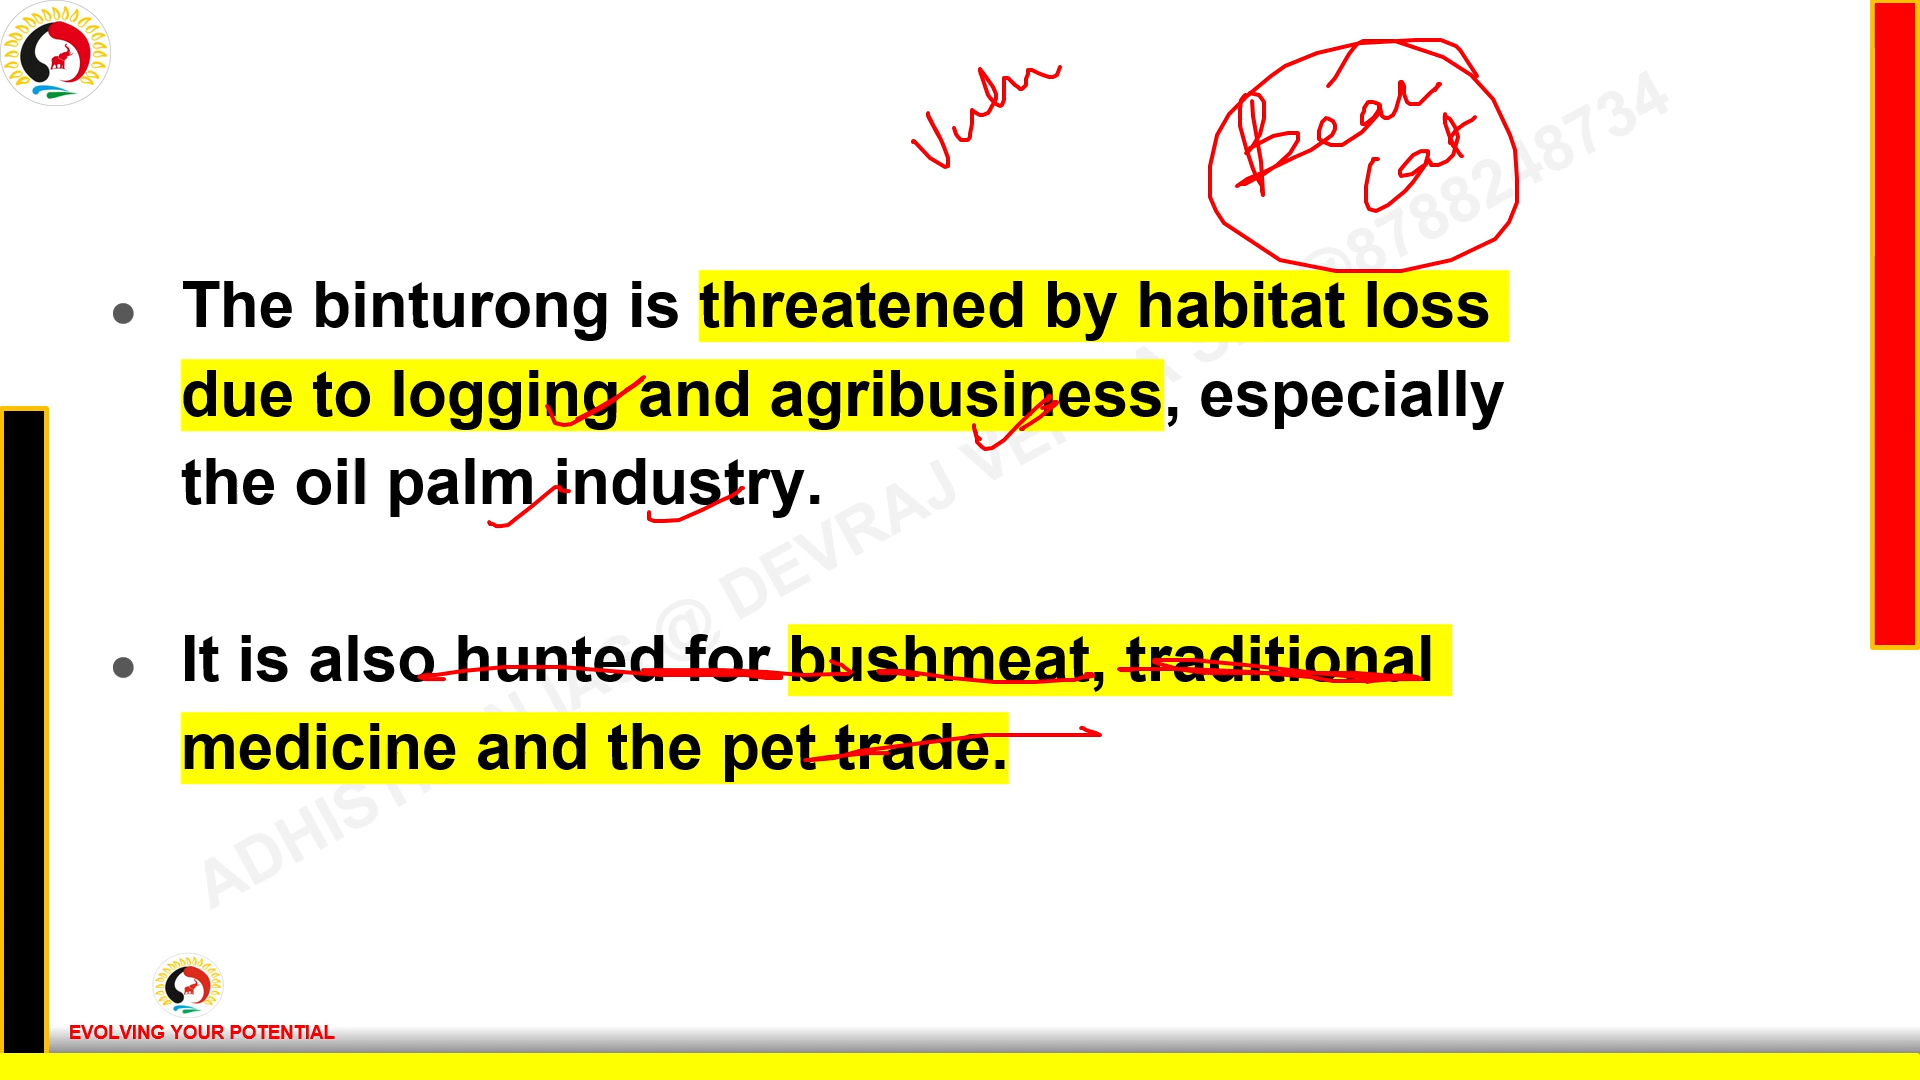 Vuln
Bear
cat
• The binturong is threatened by habitat loss
due to logging and agribusiness, especially
the oil palm industry.
• It is also hunted for bushmeat, traditional
medicine and the pet trade.
EVOLVING YOUR POTENTIAL